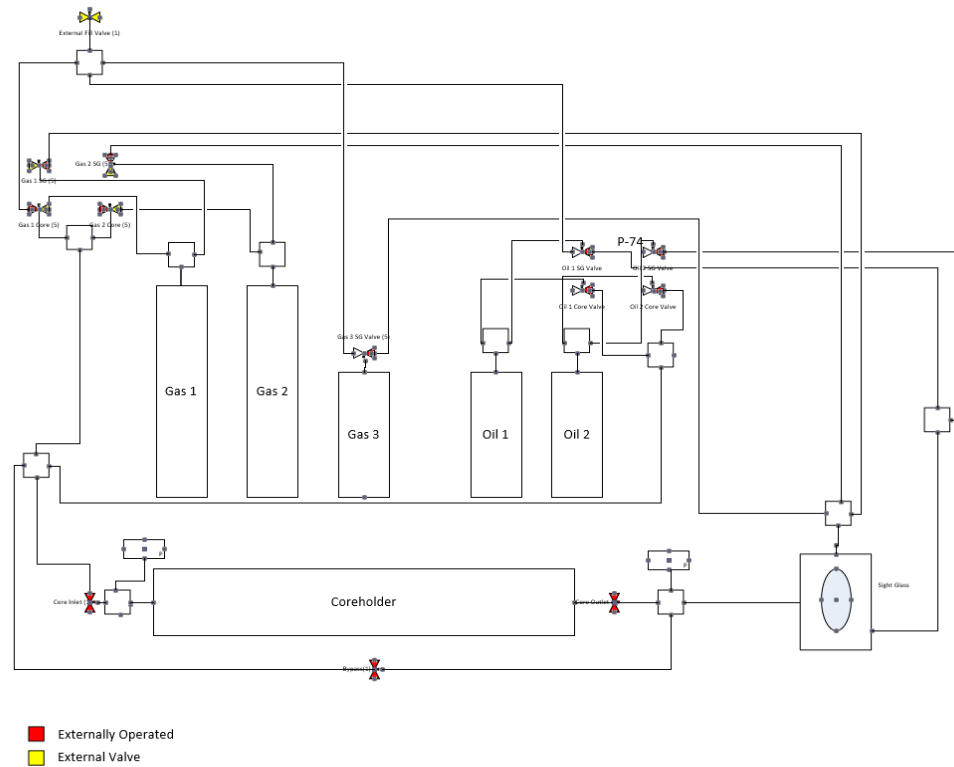 External Fill Valve (1)
Gas 2 SG (5)
Gas 1 SG (5)
Gas 1 Core (5)
Gas 2 Core (5)
P-74
Oil 1 SG Valve
Oil 2 SG Valve
Oil 1 Core Valve
Oil 2 Core Valve
Gas 3 SG Valve (5)
Gas 1
Gas 2
Gas 3
Oil 1
Oil 2
P
P
Sight Glass
Core Inlet
Coreholder
Core Outlet
Bypass(1)
Externally Operated
External Valve